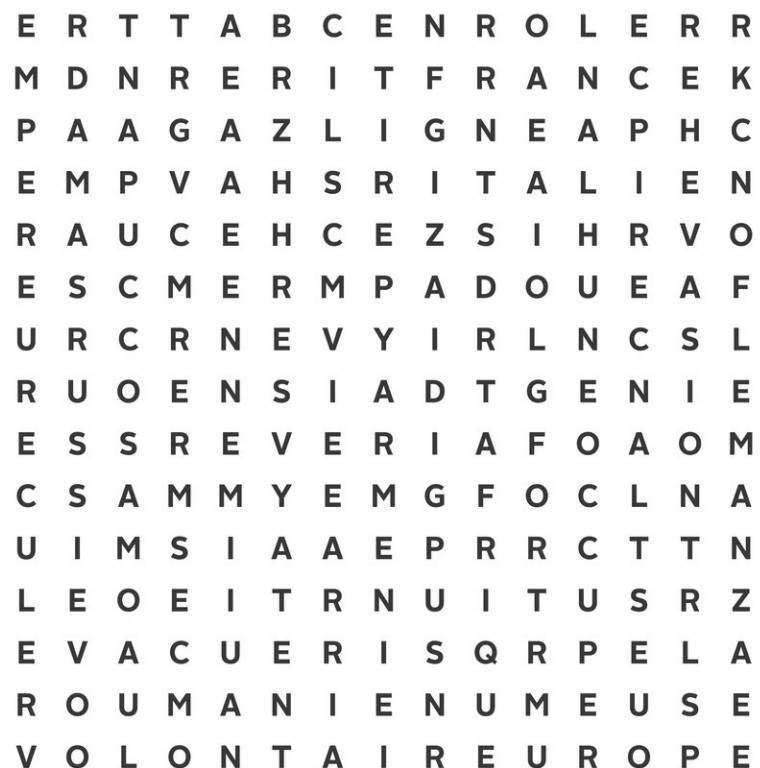 E R T T A B C E N R O L E R R
M D N R E R I T F R A N C E K
P A A G A Z L I G N E A P H C
E M P V A H S R I T A L I E N
R A U C E H C E Z S I H R V O
E S C M E R M P A D O U E A F
U R C R N E V Y I R L N C S L
R U O E N S I A D T G E N I E
E S S R E V E R I A F O A O M
C S A M M Y E M G F O C L N A
U I M S I A A E P R R C T T N
L E O E I T R N U I T U S R Z
E V A C U E R I S Q R P E L A
R O U M A N I E N U M E U S E
V O L O N T A I R E U R O P E